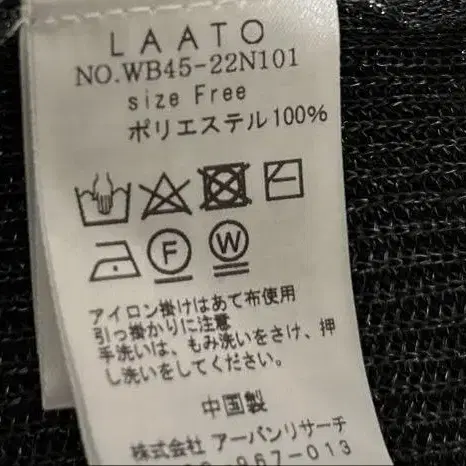 LAATO
NO.WB45-22N101
size Free
ポリエステル100%
F W
アイロン掛けはあて布使用
引っ掛かりに注意
手洗いは、もみ洗いをさけ、押
し洗いをしてください。
中国製
株式会社 アーバンリサーチ
967-013